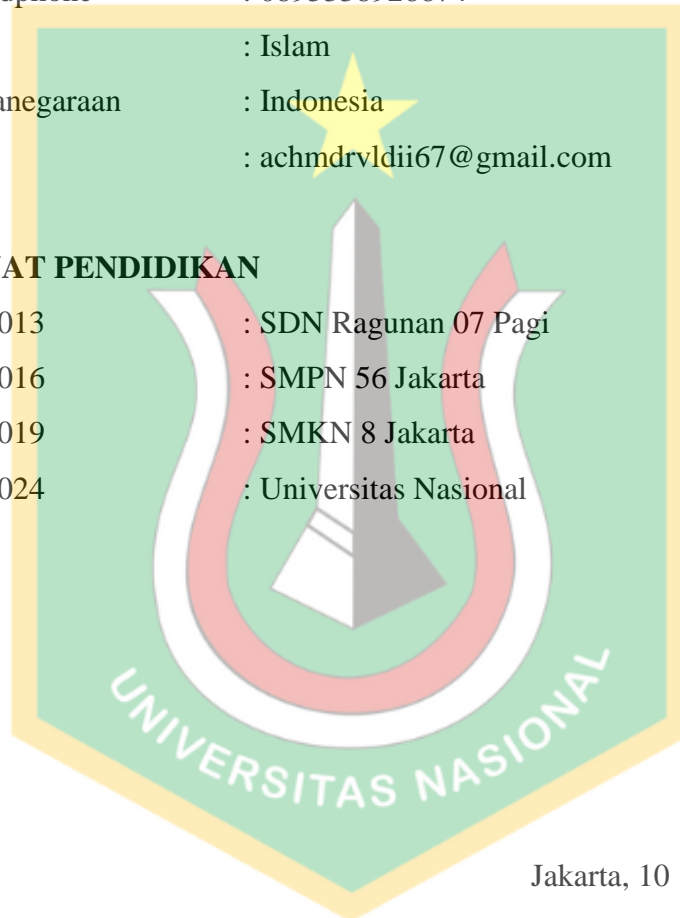 : Islam
anegaraan : Indonesia
: achmdrvldii67@gmail.com
AT PENDIDIKAN
013 : SDN Ragunan 07 Pagi
016 : SMPN 56 Jakarta
019 : SMKN 8 Jakarta
024 : Universitas Nasional
UNIVERSITAS NASIONAL
Jakarta, 10